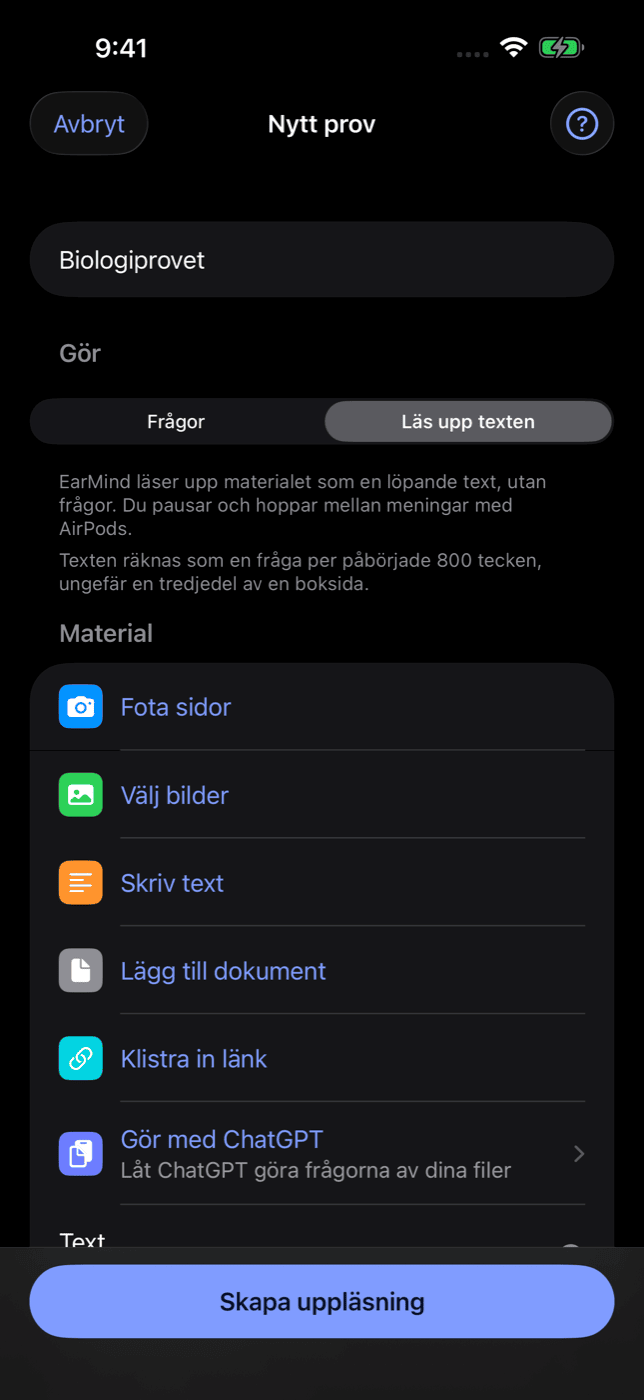 9:41
Avbryt
Nytt prov
?
Biologiprovet
Gör
Frågor
Läs upp texten
EarMind läser upp materialet som en löpande text, utan
frågor. Du pausar och hoppar mellan meningar med
AirPods.
Texten räknas som en fråga per påbörjade 800 tecken,
ungefär en tredjedel av en boksida.
Material
Fota sidor
Välj bilder
Skriv text
Lägg till dokument
Klistra in länk
Gör med ChatGPT
Låt ChatGPT göra frågorna av dina filer
Text
Skapa uppläsning